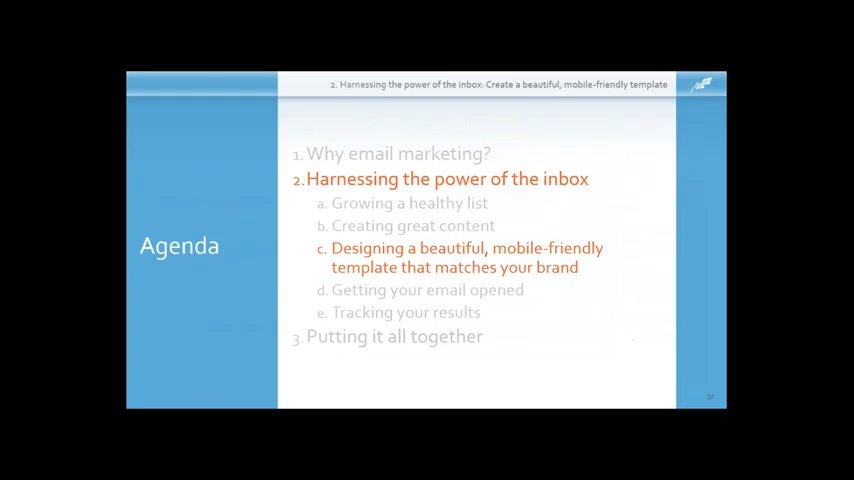 2. Harnessing the power of the inbox: Create a beautiful, mobile-friendly template
Agenda
1. Why email marketing?
2. Harnessing the power of the inbox
a. Growing a healthy list
b. Creating great content
c. Designing a beautiful, mobile-friendly
template that matches your brand
d. Getting your email opened
e. Tracking your results
3. Putting it all together
37